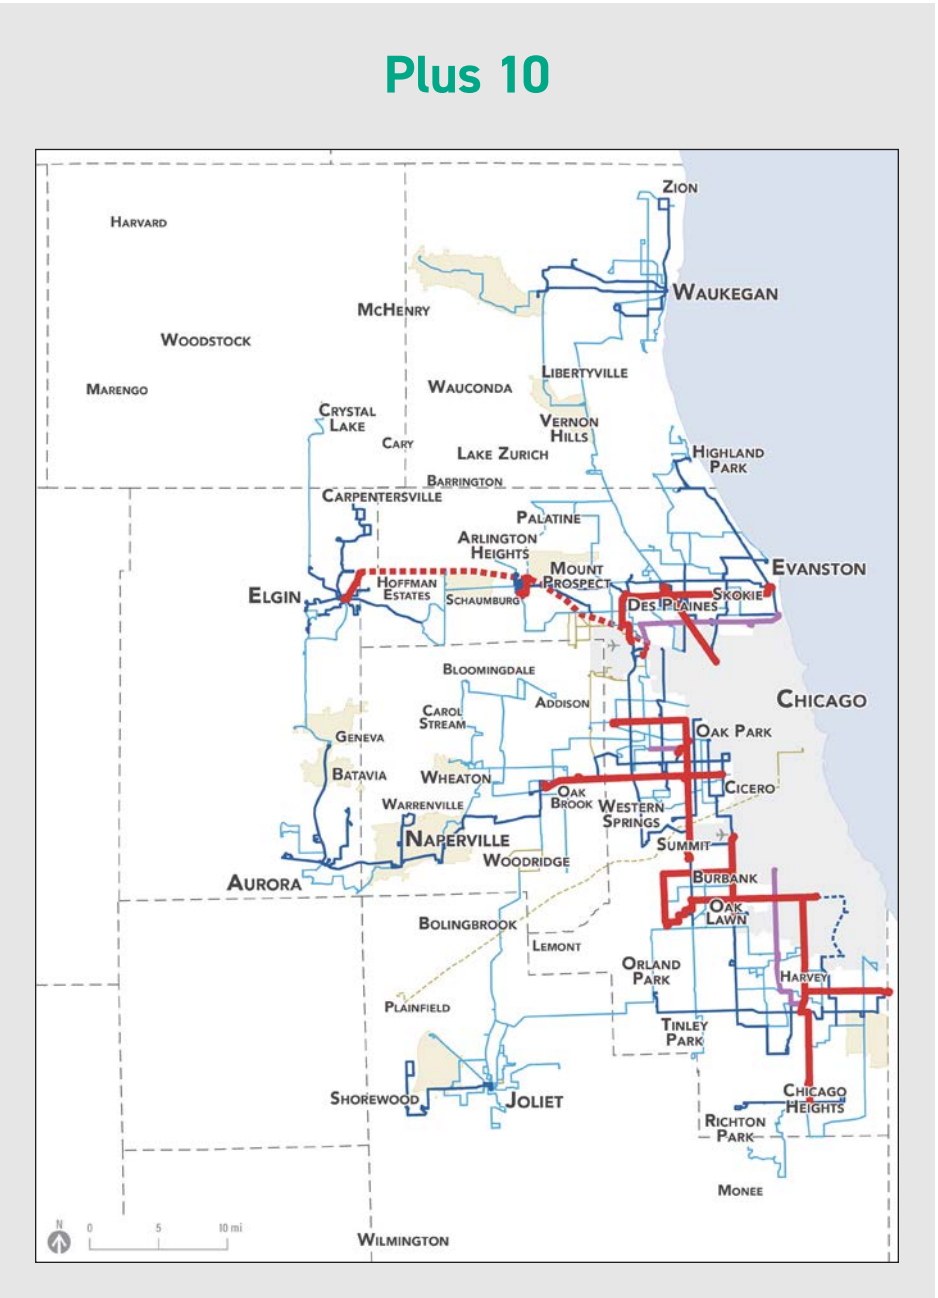 Plus 10
ZION
HARVARD
WAUKEGAN
MCHENRY
WOODSTOCK
LIBERTYVILLE
MARENGO
WAUCONDA
CRYSTAL
LAKE
VERNON
HILLS
CARY
LAKE ZURICH
HIGHLAND
PARK
BARRINGTON
CARPENTERSVILLE
PALATINE
ARLINGTON
HEIGHTS
MOUNT
PROSPECT
EVANSTON
HOFFMAN
ESTATES
ELGIN
SCHAUMBURG
SKOKIE
DES PLAINES
BLOOMINGDALE
CHICAGO
ADDISON
CAROL
STREAM
OAK PARK
GENEVA
BATAVIA
WHEATON
OAK
BROOK
CICERO
WARRENVILLE
WESTERN
SPRINGS
NAPERVILLE
SUMMIT
WOODRIDGE
AURORA
BURBANK
OAK
LAWN
BOLINGBROOK
LEMONT
ORLAND
PARK
HARVEY
PLAINFIELD
TINLEY
PARK
SHOREWOOD
JOLIET
CHICAGO
HEIGHTS
RICHTON
PARK
MONEE
N
0 5 10 mi
WILMINGTON